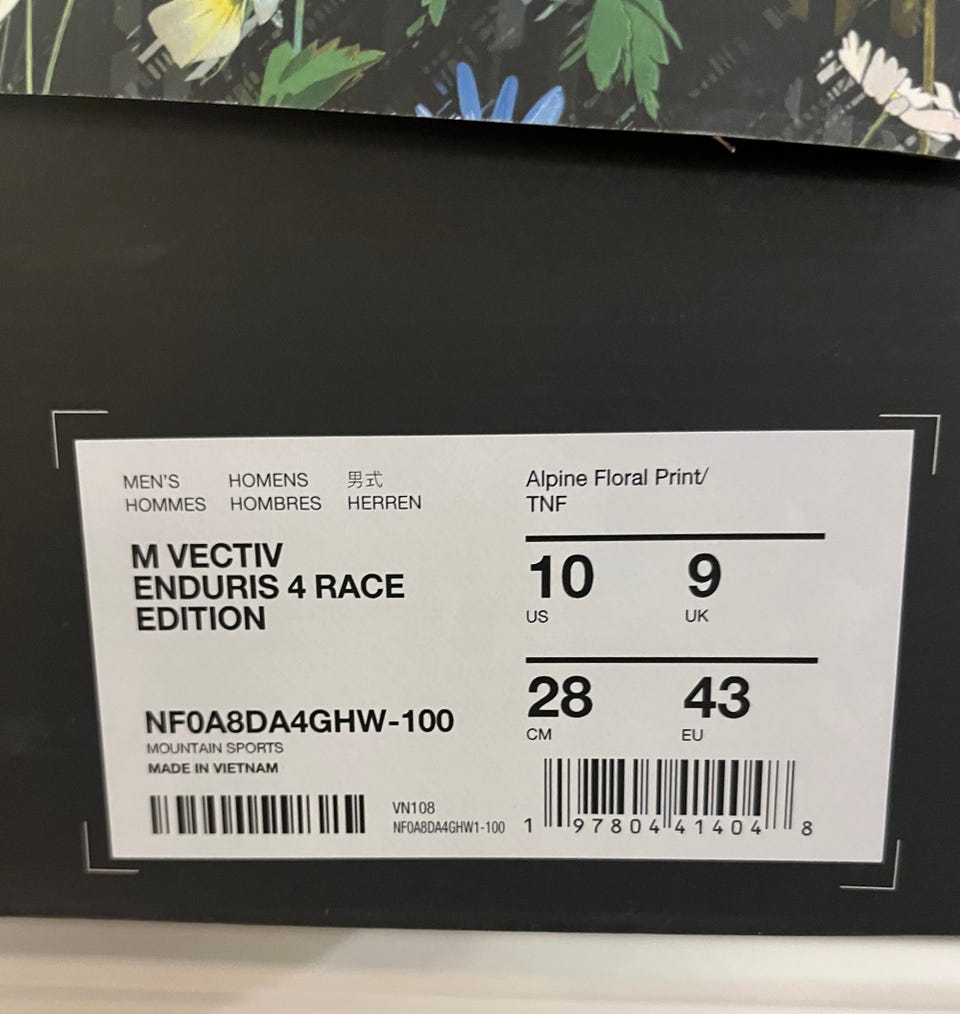 MEN'S HOMENS 男式
HOMMES HOMBRES HERREN
M VECTIV
ENDURIS 4 RACE
EDITION
NF0A8DA4GHW-100
MOUNTAIN SPORTS
MADE IN VIETNAM
VN108
NF0A8DA4GHW1-100
Alpine Floral Print/
TNF
10 9
US UK
28 43
CM EU
1 97804 41404 8